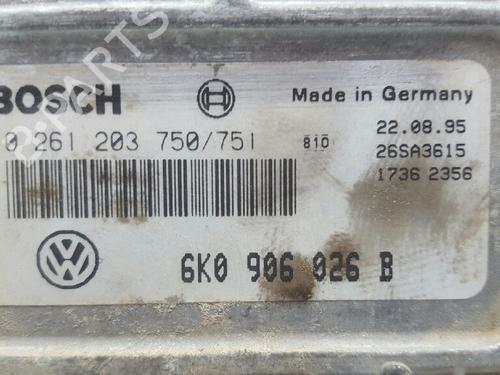 BOSCH
Made in Germany
0 261 203 750/751
810
22.08.95
26SA3615
1736 2356
6K0 906 026 B